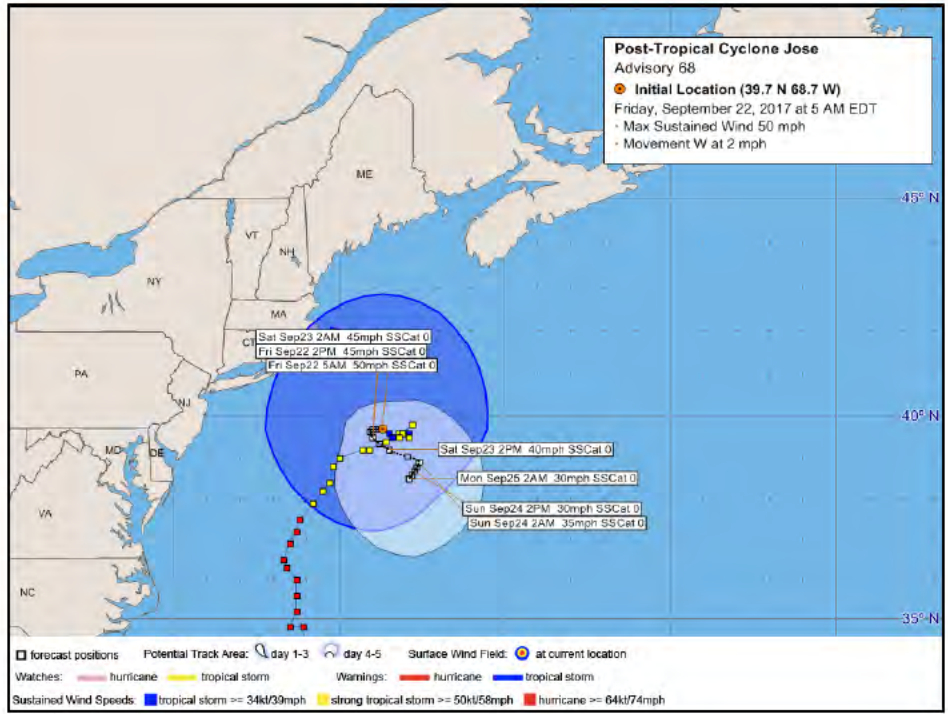 Post-Tropical Cyclone Jose
Advisory 68
Initial Location (39.7 N 68.7 W)
Friday, September 22, 2017 at 5 AM EDT
· Max Sustained Wind 50 mph
· Movement W at 2 mph
ME
45° N
VT
NH
NY
MA
Sat Sep23 2AM 45mph SSCat 0
CT
Fri Sep22 2PM 45mph SSCat 0
Fri Sep22 5AM 50mph SSCat 0
PA
NJ
40° N
MD
DE
Sat Sep23 2PM 40mph SSCat 0
Mon Sep25 2AM 30mph SSCat 0
VA
Sun Sep24 2PM 30mph SSCat 0
Sun Sep24 2AM 35mph SSCat 0
NC
35° N
forecast positions Potential Track Area: day 1-3 day 4-5 Surface Wind Field: at current location
Watches: hurricane tropical storm Warnings: hurricane tropical storm
Sustained Wind Speeds: tropical storm >= 34kt/39mph strong tropical storm >= 50kt/58mph hurricane >= 64kt/74mph